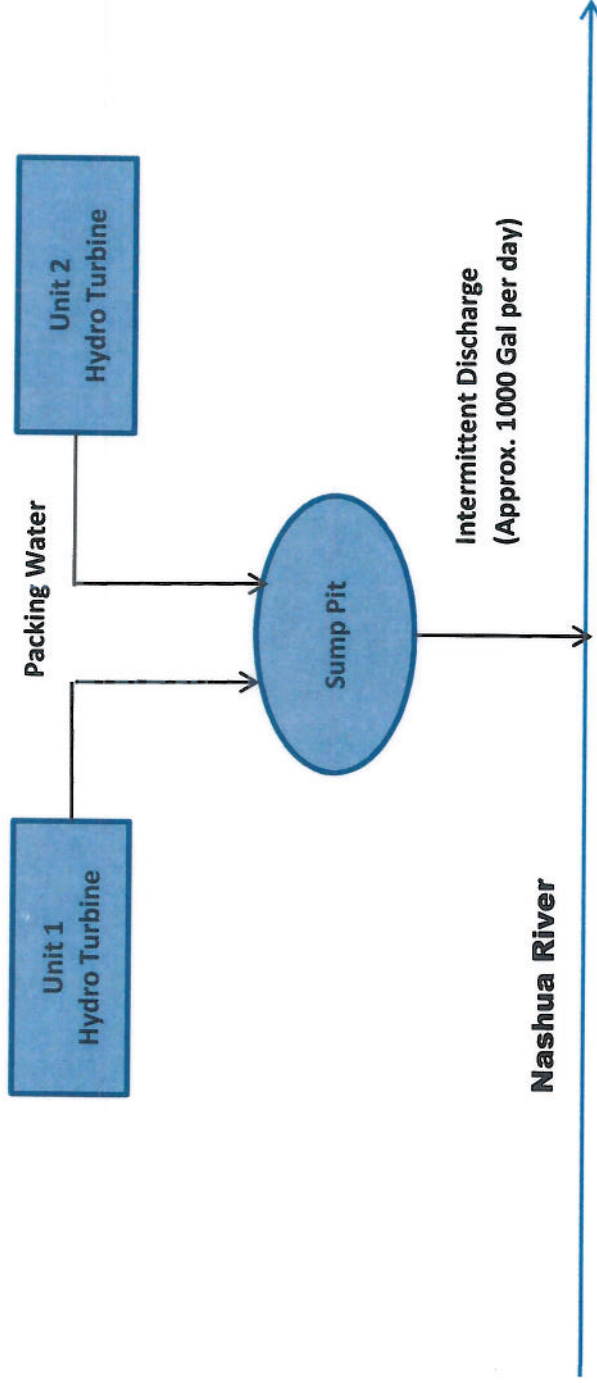 Unit 1
Hydro Turbine
Packing Water
Unit 2
Hydro Turbine
Sump Pit
Intermittent Discharge
(Approx. 1000 Gal per day)
Nashua River